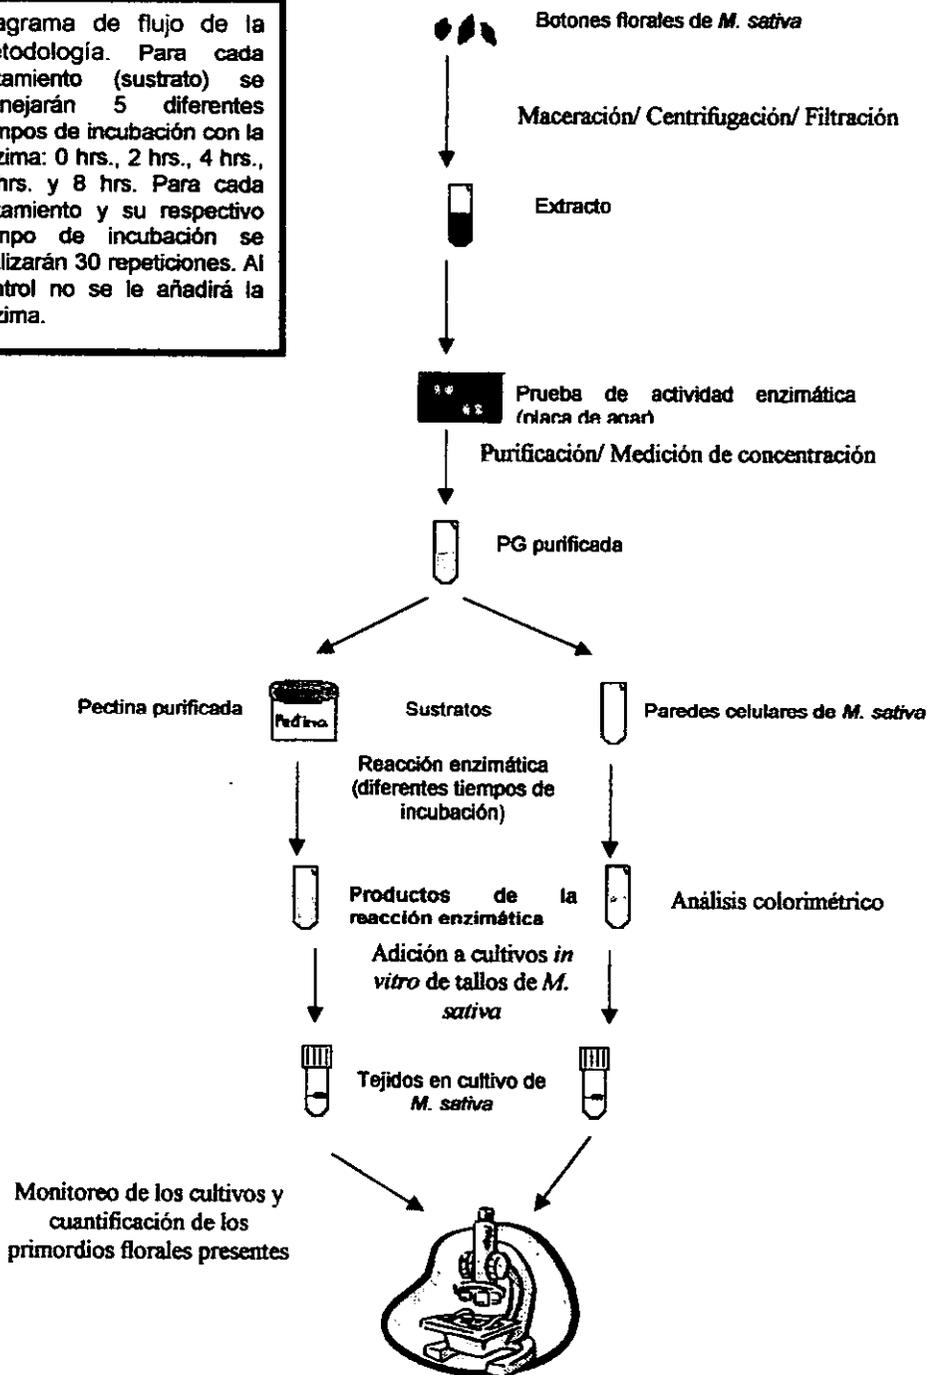 agrama de flujo de la
etodología. Para cada
tamiento (sustrato) se
nejarán 5 diferentes
mpos de incubación con la
zima: 0 hrs., 2 hrs., 4 hrs.,
hrs. y 8 hrs. Para cada
tamiento y su respectivo
mpo de incubación se
alizarán 30 repeticiones. Al
ntrol no se le añadirá la
zima.
Botones florales de M. sativa
Maceración/ Centrifugación/ Filtración
Extracto
Prueba de actividad enzimática
(placa de agar)
Purificación/ Medición de concentración
PG purificada
Pectina purificada
Pectina
Sustratos
Paredes celulares de M. sativa
Reacción enzimática
(diferentes tiempos de
incubación)
Productos de la
reacción enzimática
Análisis colorimétrico
Adición a cultivos in
vitro de tallos de M.
sativa
Tejidos en cultivo de
M. sativa
Monitoreo de los cultivos y
cuantificación de los
primordios florales presentes